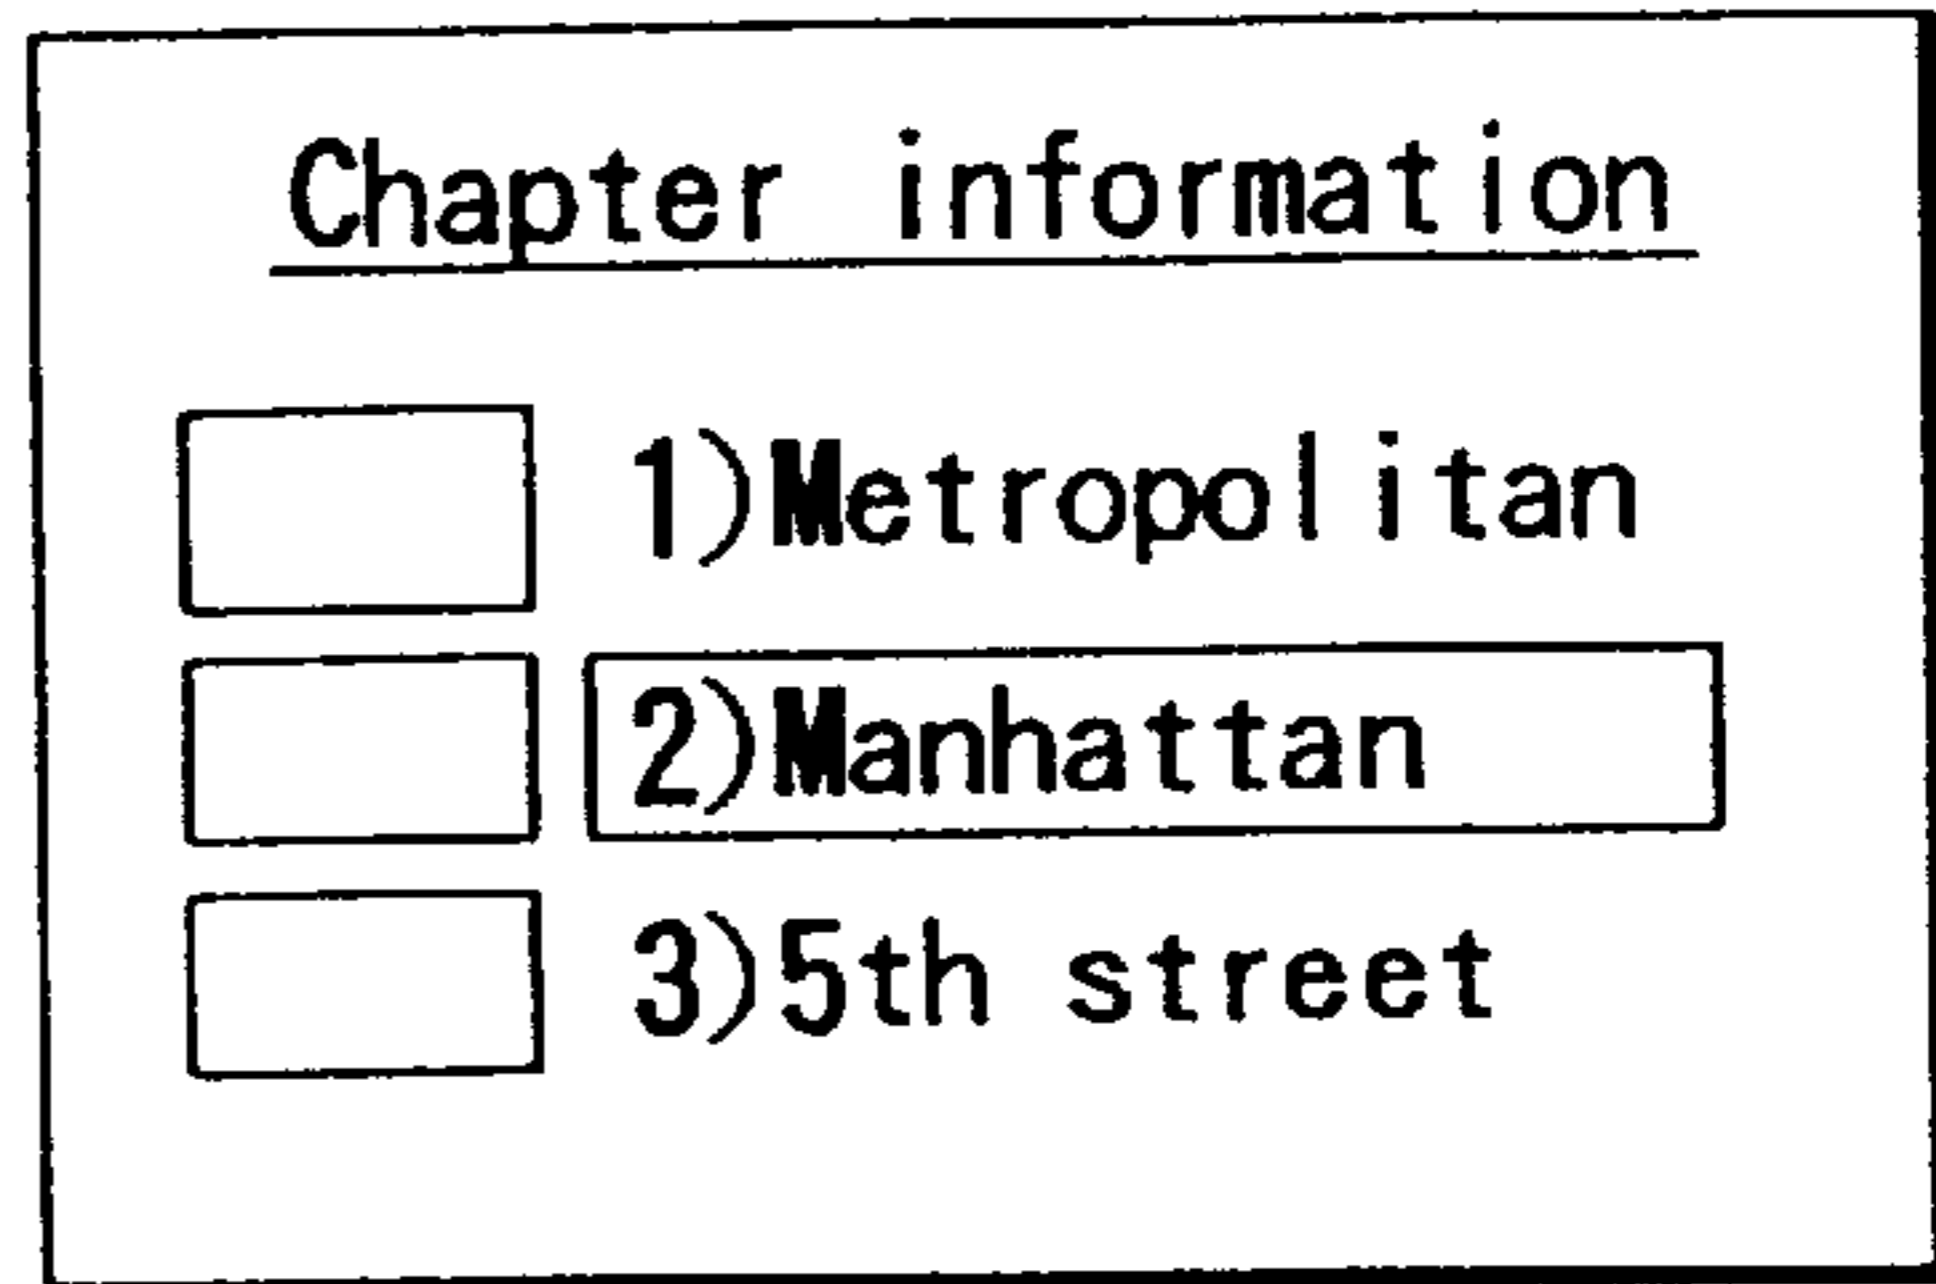 Chapter information
1)Metropolitan
2)Manhattan
3)5th street